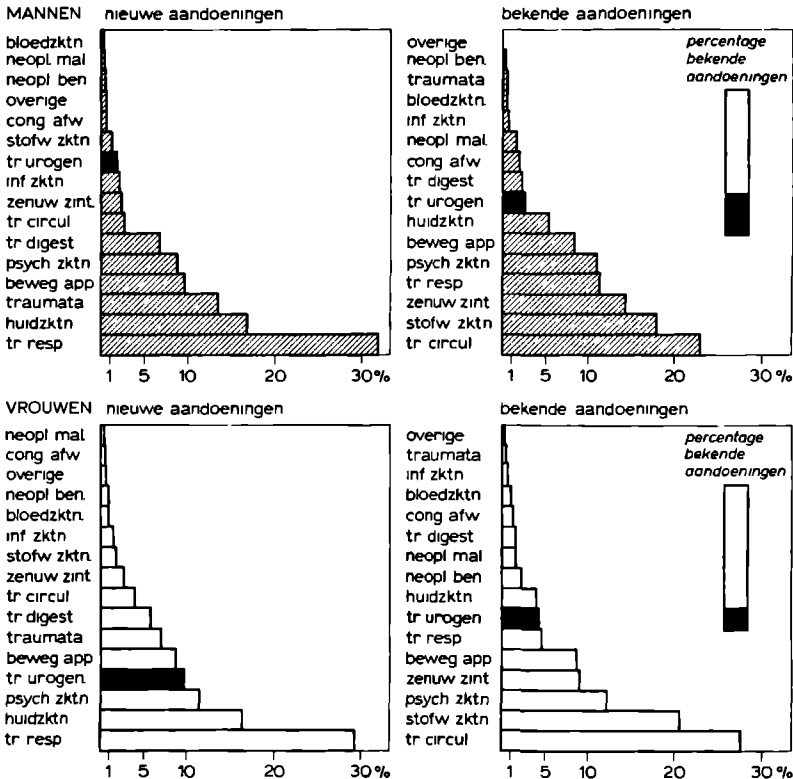 MANNEN nieuwe aandoeningen
bloedzktn
neopl mal
neopl ben
overige
cong afw
stofw zktn
tr urogen
inf zktn
zenuw zint.
tr circul
tr digest
psych zktn
beweg app
traumata
huidzktn
tr resp
1 5 10 20 30%
bekende aandoeningen
overige
neopl ben.
traumata
bloedzktn.
inf zktn
neopl mal.
cong afw
tr digest
tr urogen
huidzktn
beweg app
psych zktn
tr resp
zenuw zint
stofw zktn
tr circul
1 5 10 20 30%
percentage
bekende
aandoeningen
VROUWEN nieuwe aandoeningen
neopl mal
cong afw
overige
neopl ben.
bloedzktn.
inf zktn
stofw zktn.
zenuw zint
tr circul
tr digest
traumata
beweg app
tr urogen.
psych zktn
huidzktn
tr resp
1 5 10 20 30%
bekende aandoeningen
overige
traumata
inf zktn
bloedzktn
cong afw
tr digest
neopl mal
neopl ben
huidzktn
tr urogen
tr resp
beweg app
zenuw zint
psych zktn
stofw zktn
tr circul
1 5 10 20 30%
percentage
bekende
aandoeningen